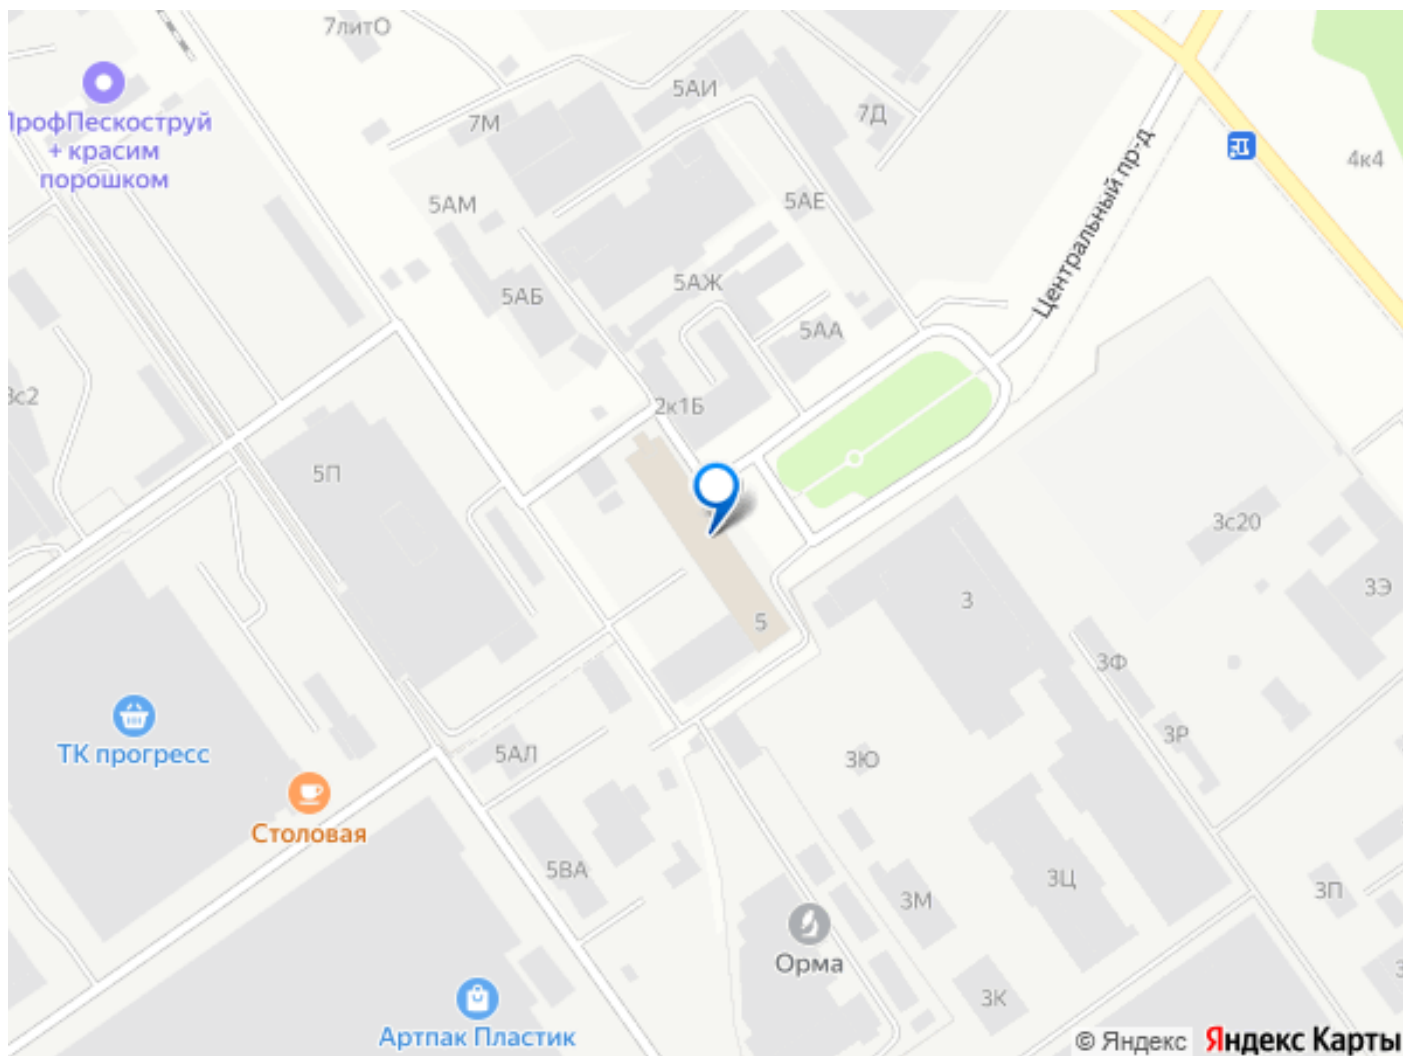 7литО
5АИ
7Д
7М
ПрофПескоструй
+ красим
порошком
4к4
Центральный пр-д
5АМ
5АЕ
5АЖ
5АБ
5АА
3с2
2к1Б
5П
3с20
3Э
3
5
3Ф
3Р
ТК прогресс
5АЛ
3Ю
Столовая
5ВА
3Ц
3М
3П
Орма
3К
Артпак Пластик
© Яндекс Яндекс Карты